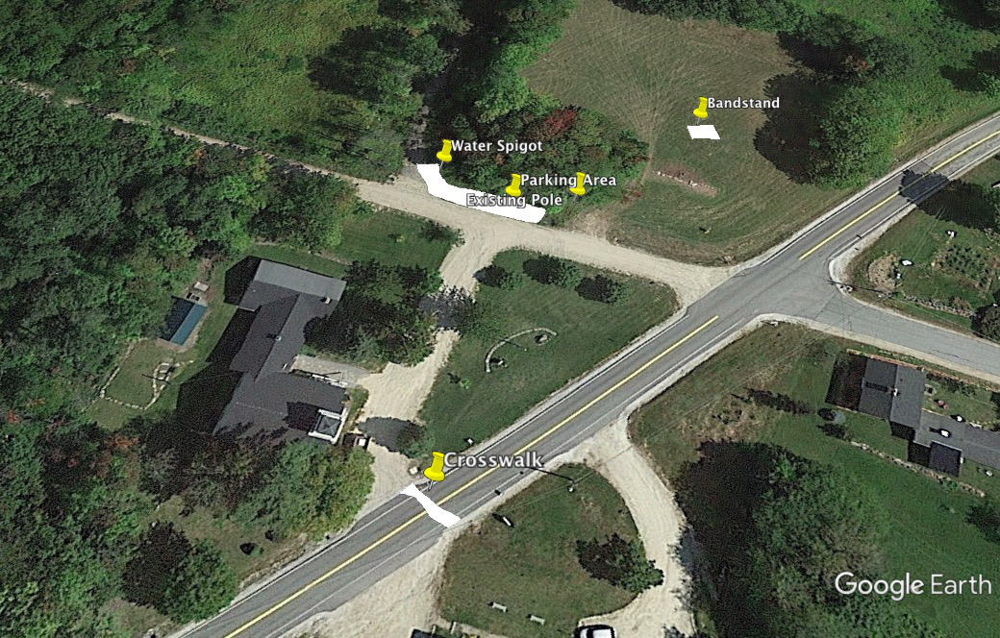 Bandstand
Water Spigot
Parking Area
Existing Pole
Crosswalk
Google Earth